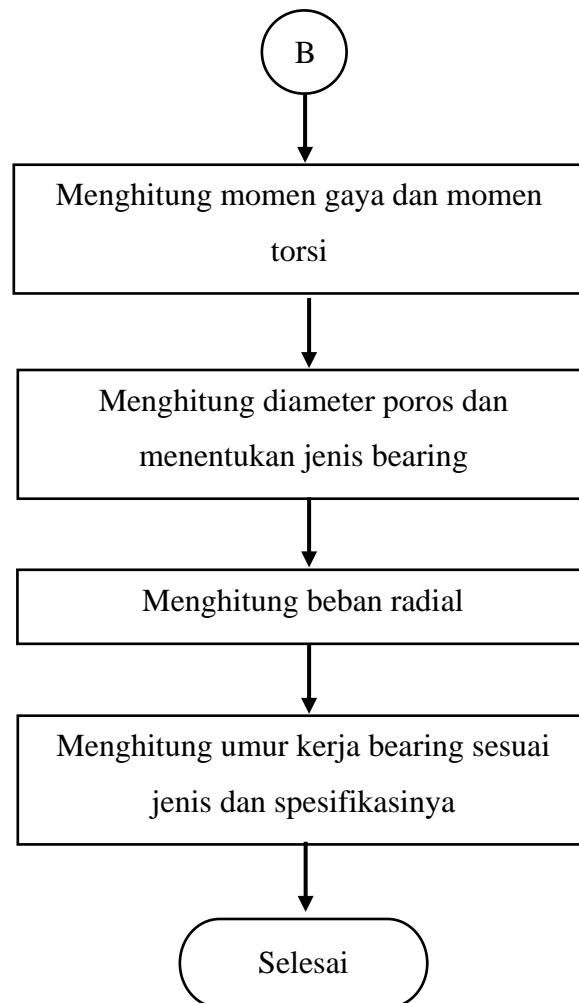 B
Menghitung momen gaya dan momen
torsi
Menghitung diameter poros dan
menentukan jenis bearing
Menghitung beban radial
Menghitung umur kerja bearing sesuai
jenis dan spesifikasinya
Selesai